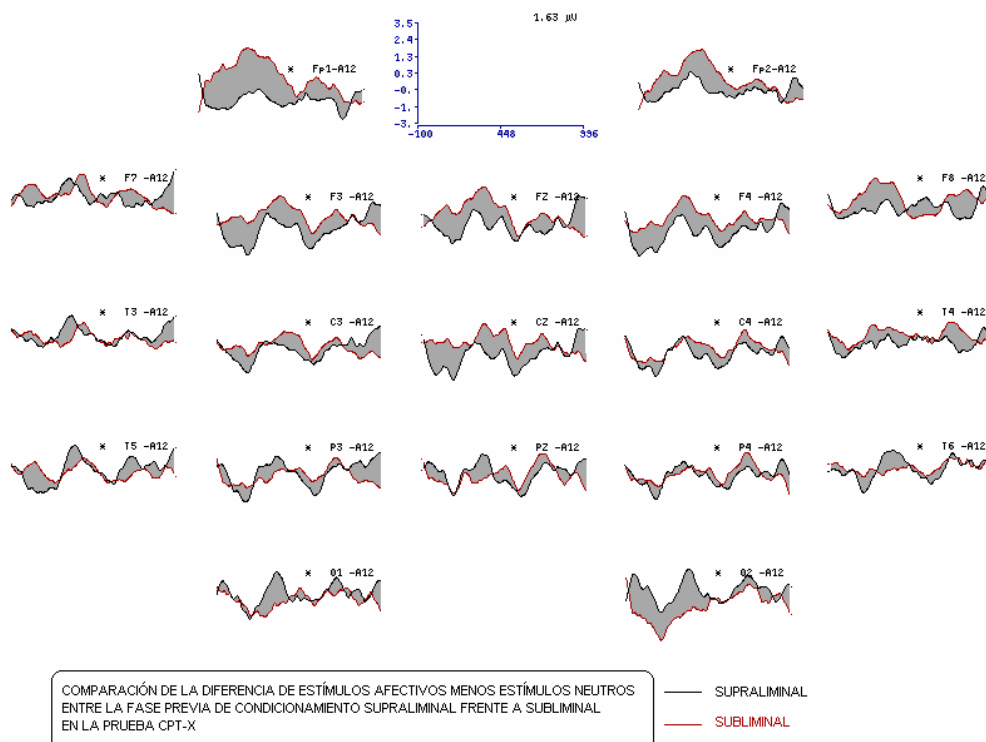 1.63 µV
3.5
2.4
1.3
0.3
-0.
-1.
-3.
-100 448 996
* Fp1-A12
* Fp2-A12
* F7 -A12
* F3 -A12
* FZ -A12
* F4 -A12
* F8 -A12
* T3 -A12
* C3 -A12
* CZ -A12
* C4 -A12
* T4 -A12
* T5 -A12
* P3 -A12
* PZ -A12
* P4 -A12
* T6 -A12
* O1 -A12
* O2 -A12
COMPARACIÓN DE LA DIFERENCIA DE ESTÍMULOS AFECTIVOS MENOS ESTÍMULOS NEUTROS
ENTRE LA FASE PREVIA DE CONDICIONAMIENTO SUPRALIMINAL FRENTE A SUBLIMINAL
EN LA PRUEBA CPT-X
SUPRALIMINAL
SUBLIMINAL